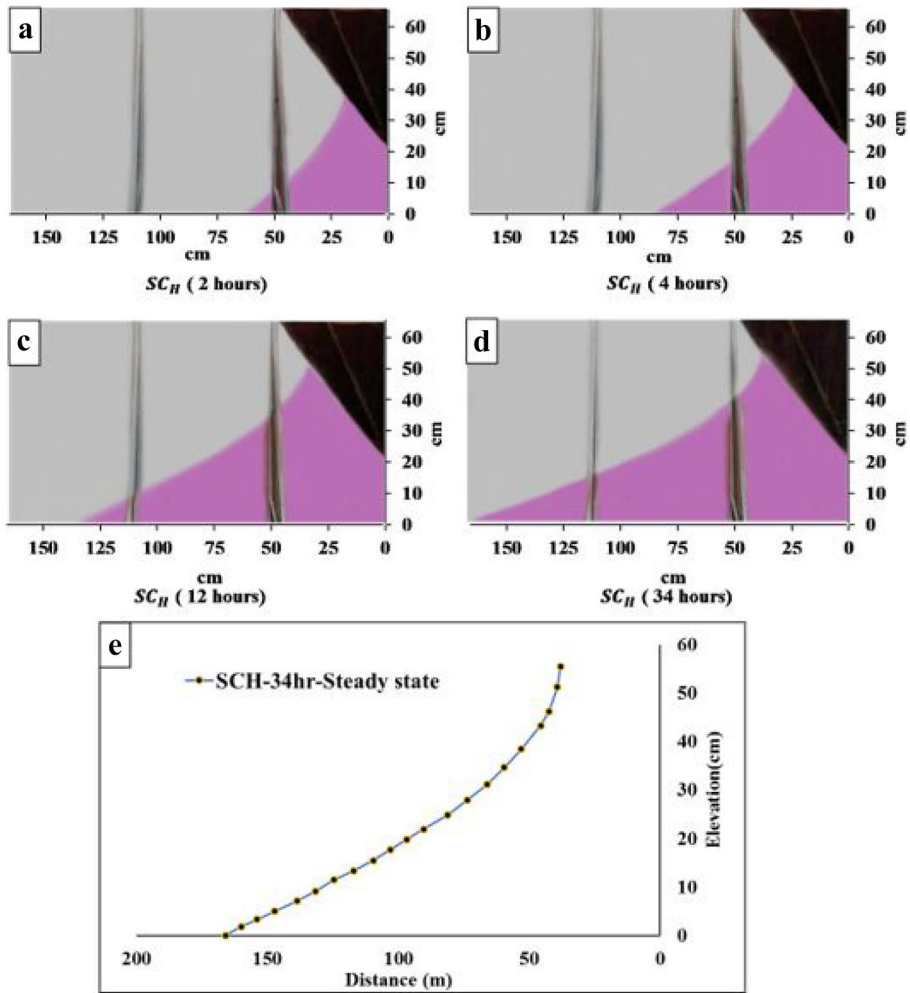 a
60
50
40
30
20
10
0
cm
150 125 100 75 50 25 0
cm
SC_H ( 2 hours)
b
60
50
40
30
20
10
0
cm
150 125 100 75 50 25 0
cm
SC_H ( 4 hours)
c
60
50
40
30
20
10
0
cm
150 125 100 75 50 25 0
cm
SC_H ( 12 hours)
d
60
50
40
30
20
10
0
cm
150 125 100 75 50 25 0
cm
SC_H ( 34 hours)
e
SCH-34hr-Steady state
60
50
40
30
20
10
0
Elevation(cm)
200 150 100 50 0
Distance (m)